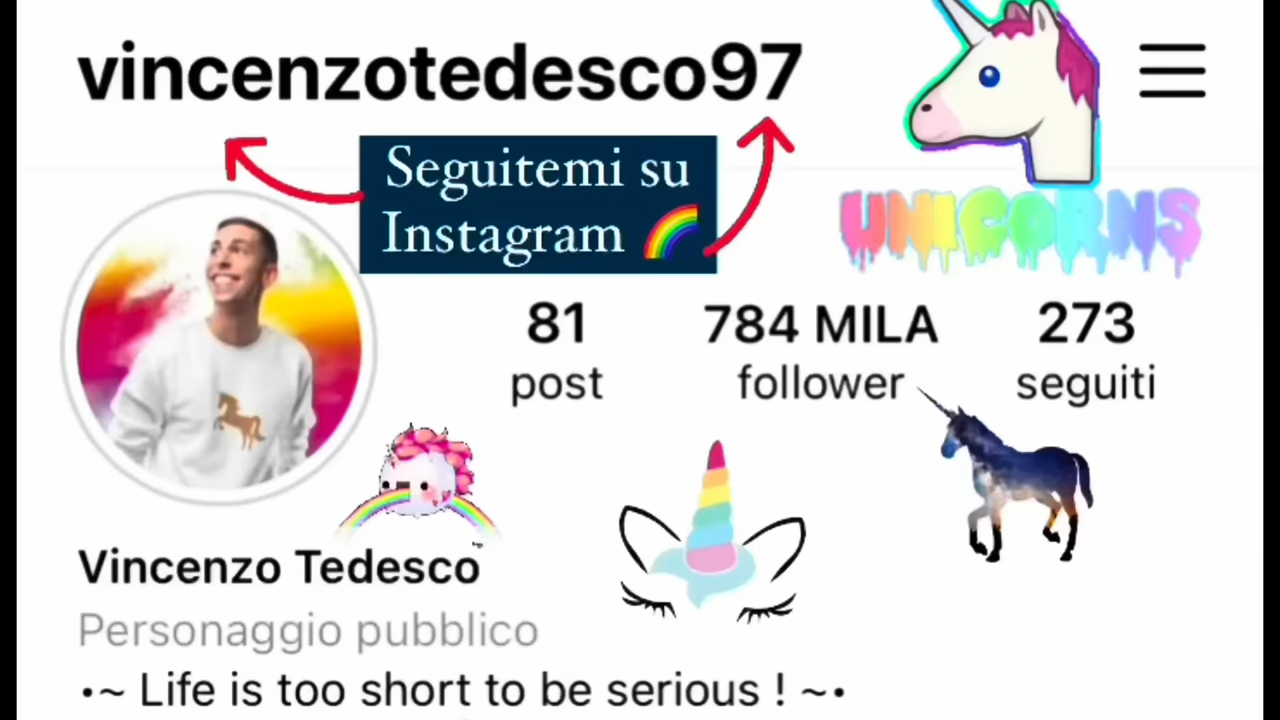 vincenzotedesco97
Seguitemi su
Instagram
UNICORNS
81
post
784 MILA
follower
273
seguiti
Vincenzo Tedesco
Personaggio pubblico
•~ Life is too short to be serious ! ~•